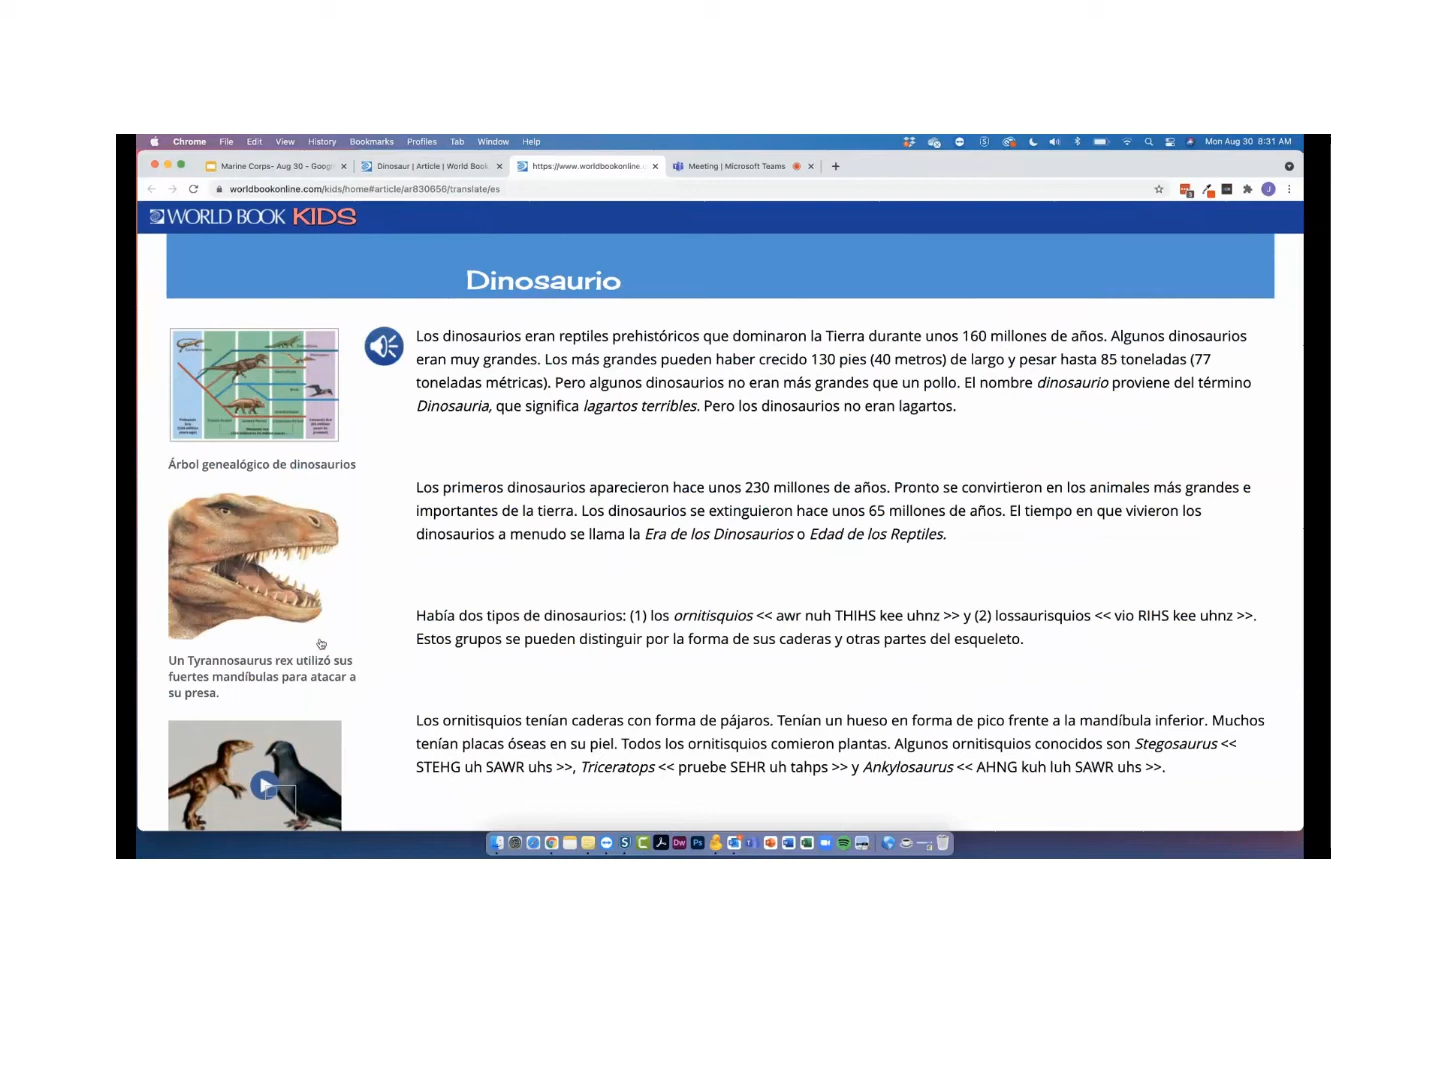 Chrome File Edit View History Bookmarks Profiles Tab Window Help Mon Aug 30 8:31 AM
Marine Corps- Aug 30 - Goog Dinosaur | Article | World Book https://www.worldbookonline. Meeting | Microsoft Teams
worldbookonline.com/kids/home#article/ar830656/translate/es
WORLD BOOK KIDS
Dinosaurio
Los dinosaurios eran reptiles prehistóricos que dominaron la Tierra durante unos 160 millones de años. Algunos dinosaurios
eran muy grandes. Los más grandes pueden haber crecido 130 pies (40 metros) de largo y pesar hasta 85 toneladas (77
toneladas métricas). Pero algunos dinosaurios no eran más grandes que un pollo. El nombre dinosaurio proviene del término
Dinosauria, que significa lagartos terribles. Pero los dinosaurios no eran lagartos.
Árbol genealógico de dinosaurios
Los primeros dinosaurios aparecieron hace unos 230 millones de años. Pronto se convirtieron en los animales más grandes e
importantes de la tierra. Los dinosaurios se extinguieron hace unos 65 millones de años. El tiempo en que vivieron los
dinosaurios a menudo se llama la Era de los Dinosaurios o Edad de los Reptiles.
Había dos tipos de dinosaurios: (1) los ornitisquios << awr nuh THIHS kee uhnz >> y (2) lossaurisquios << vio RIHS kee uhnz >>.
Estos grupos se pueden distinguir por la forma de sus caderas y otras partes del esqueleto.
Un Tyrannosaurus rex utilizó sus
fuertes mandíbulas para atacar a
su presa.
Los ornitisquios tenían caderas con forma de pájaros. Tenían un hueso en forma de pico frente a la mandíbula inferior. Muchos
tenían placas óseas en su piel. Todos los ornitisquios comieron plantas. Algunos ornitisquios conocidos son Stegosaurus <<
STEHG uh SAWR uhs >>, Triceratops << pruebe SEHR uh tahps >> y Ankylosaurus << AHNG kuh luh SAWR uhs >>.